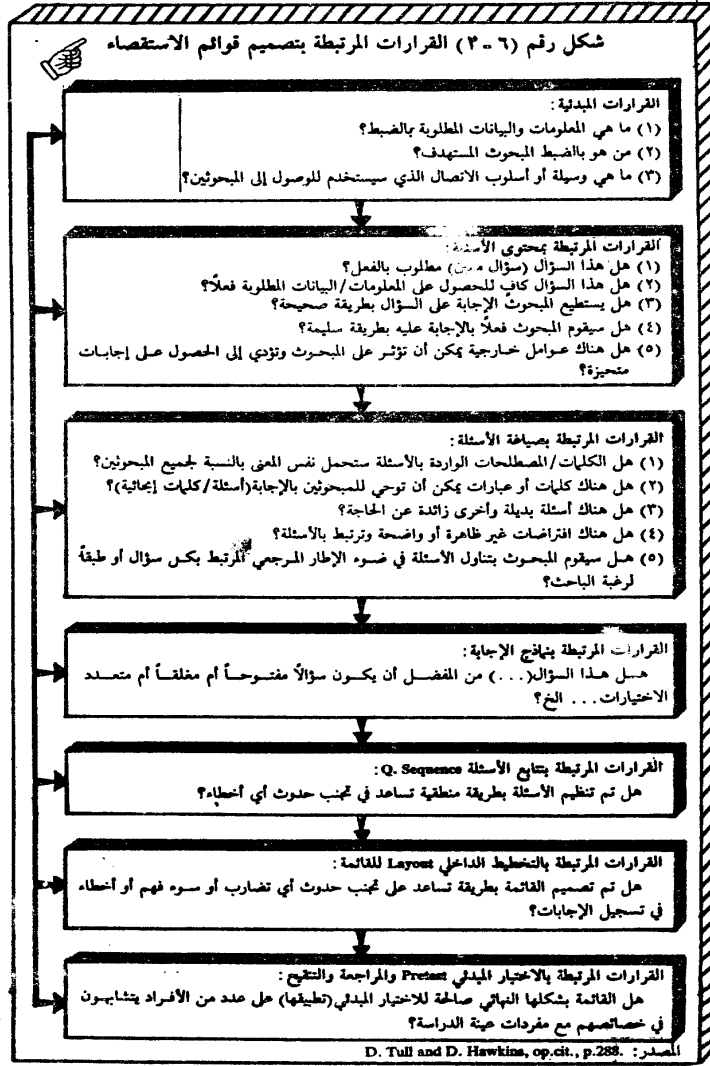 شكل رقم (٦ - ٣) القرارات المرتبطة بتصميم قوائم الاستقصاء
القرارات المبدئية :
(١) ما هي المعلومات والبيانات المطلوبة بالضبط؟
(٢) من هو بالضبط المبحوث المستهدف؟
(٣) ما هي وسيلة أو أسلوب الاتصال الذي سيستخدم للوصول إلى المبحوثين؟
القرارات المرتبطة بمحتوى الأسئلة :
(١) هل هذا السؤال (سؤال معين) مطلوب بالفعل؟
(٢) هل هذا السؤال كافٍ للحصول على المعلومات/البيانات المطلوبة فعلاً؟
(٣) هل يستطيع المبحوث الإجابة على السؤال بطريقة صحيحة؟
(٤) هل سيقوم المبحوث فعلاً بالإجابة عليه بطريقة سليمة؟
(٥) هل هناك عوامل خارجية يمكن أن تؤثر على المبحوث وتؤدي إلى الحصول على إجابات
متحيزة؟
القرارات المرتبطة بصياغة الأسئلة :
(١) هل الكلمات/المصطلحات الواردة بالأسئلة ستحمل نفس المعنى بالنسبة لجميع المبحوثين؟
(٢) هل هناك كلمات أو عبارات يمكن أن توحي للمبحوثين بالإجابة(أسئلة/كلمات إيحائية)؟
(٣) هل هناك أسئلة بديلة وأخرى زائدة عن الحاجة؟
(٤) هل هناك افتراضات غير ظاهرة أو واضحة وترتبط بالأسئلة؟
(٥) هل سيقوم المبحوث بتناول الأسئلة في ضوء الإطار المرجعي المرتبط بكل سؤال أو طبقاً
لرغبة الباحث؟
القرارات المرتبطة بنماذج الإجابة :
هل هذا السؤال(. . .) من المفضل أن يكون سؤالاً مفتوحاً أم مغلقاً أم متعدد
الاختيارات . . . الخ؟
القرارات المرتبطة بتتابع الأسئلة Q. Sequence :
هل تم تنظيم الأسئلة بطريقة منطقية تساعد في تجنب حدوث أي أخطاء؟
القرارات المرتبطة بالتخطيط الداخلي Layout للقائمة :
هل تم تصميم القائمة بطريقة تساعد على تجنب حدوث أي تضارب أو سوء فهم أو أخطاء
في تسجيل الإجابات؟
القرارات المرتبطة بالاختيار المبدئي Pretest والمراجعة والتنقيح :
هل القائمة بشكلها النهائي صالحة للاختيار المبدئي(تطبيقها) على عدد من الأفراد يتشابهون
في خصائصهم مع مفردات عينة الدراسة؟
المصدر : D. Tull and D. Hawkins, op.cit., p.288.